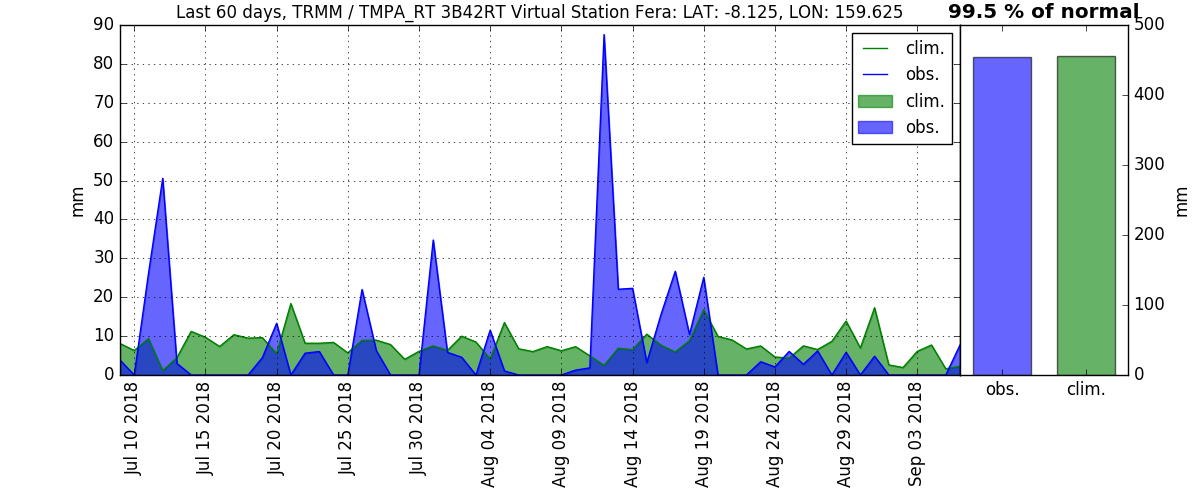 Last 60 days, TRMM / TMPA_RT 3B42RT Virtual Station Fera: LAT: -8.125, LON: 159.625
99.5 % of normal
90
80
70
60
50
40
30
20
10
0
mm
clim.
obs.
clim.
obs.
Jul 10 2018
Jul 15 2018
Jul 20 2018
Jul 25 2018
Jul 30 2018
Aug 04 2018
Aug 09 2018
Aug 14 2018
Aug 19 2018
Aug 24 2018
Aug 29 2018
Sep 03 2018
500
400
300
200
100
0
mm
obs.
clim.